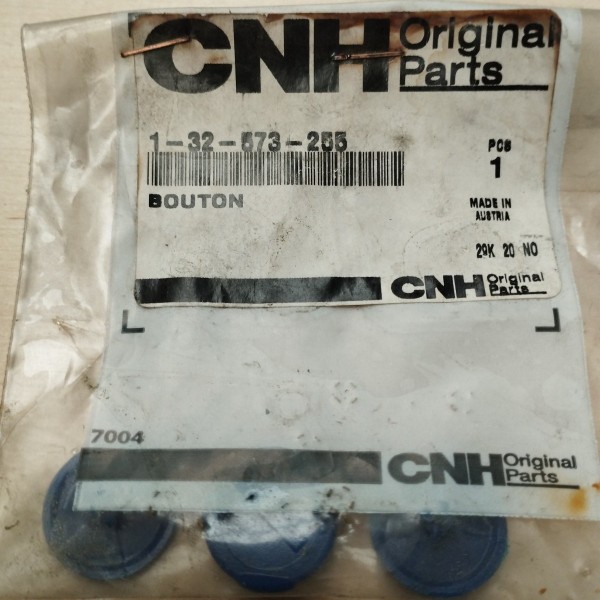 CNH Original Parts
1-32-573-255
PCS
1
BOUTON
MADE IN
AUSTRIA
29K 20 NO
CNH Original Parts
7004
CNH Original Parts